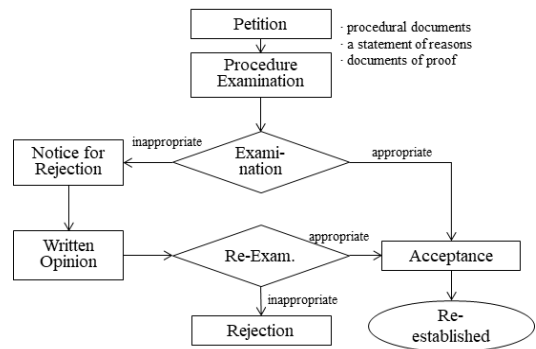 Petition
· procedural documents
· a statement of reasons
· documents of proof
Procedure
Examination
inappropriate
Exami-
nation
appropriate
Notice for
Rejection
Written
Opinion
Re-Exam.
appropriate
Acceptance
inappropriate
Rejection
Re-
established